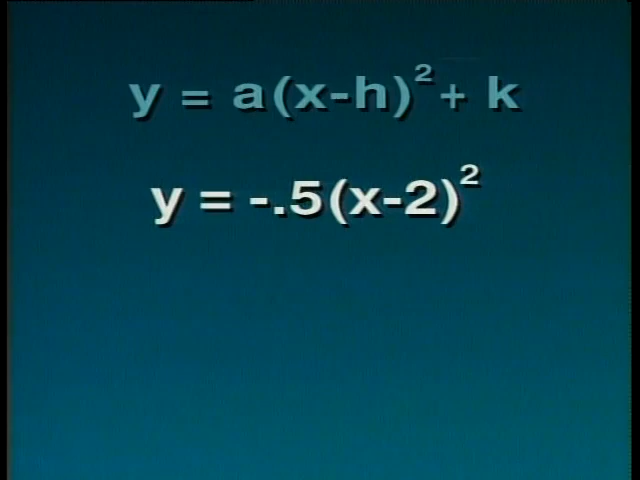 y = a(x-h)²+ k
y = -.5(x-2)²